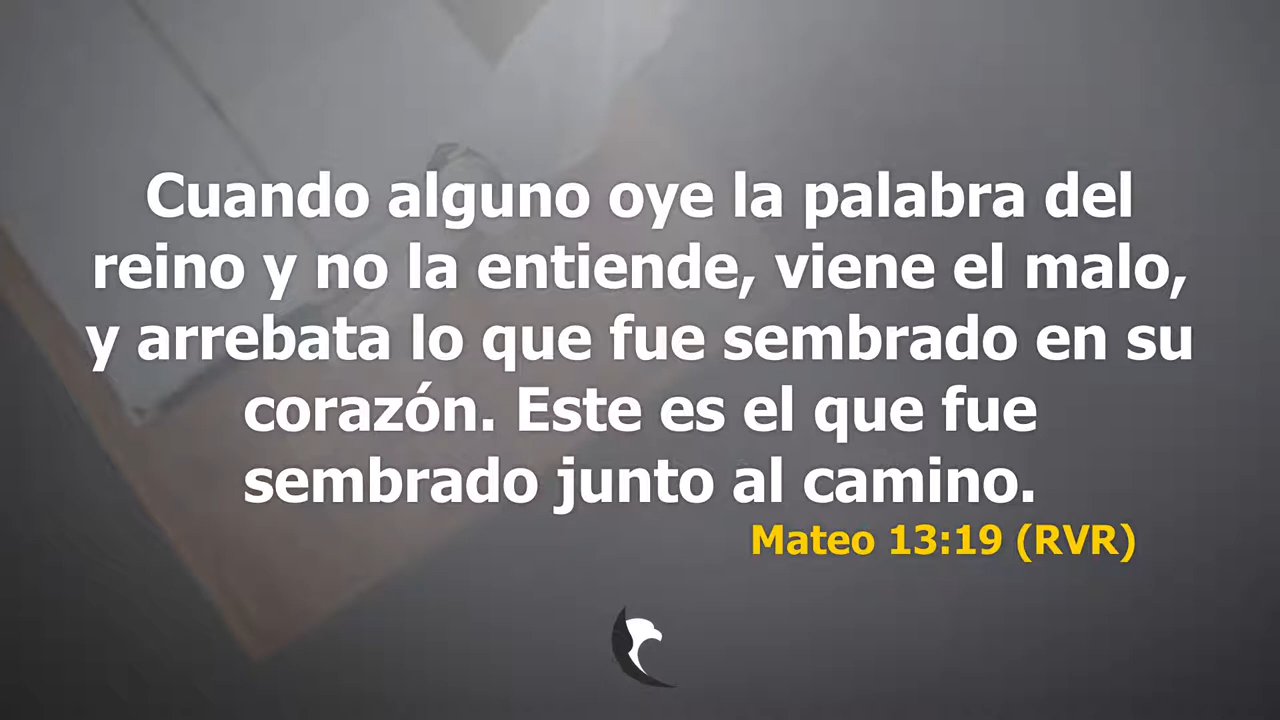 Cuando alguno oye la palabra del
reino y no la entiende, viene el malo,
y arrebata lo que fue sembrado en su
corazón. Este es el que fue
sembrado junto al camino.
Mateo 13:19 (RVR)